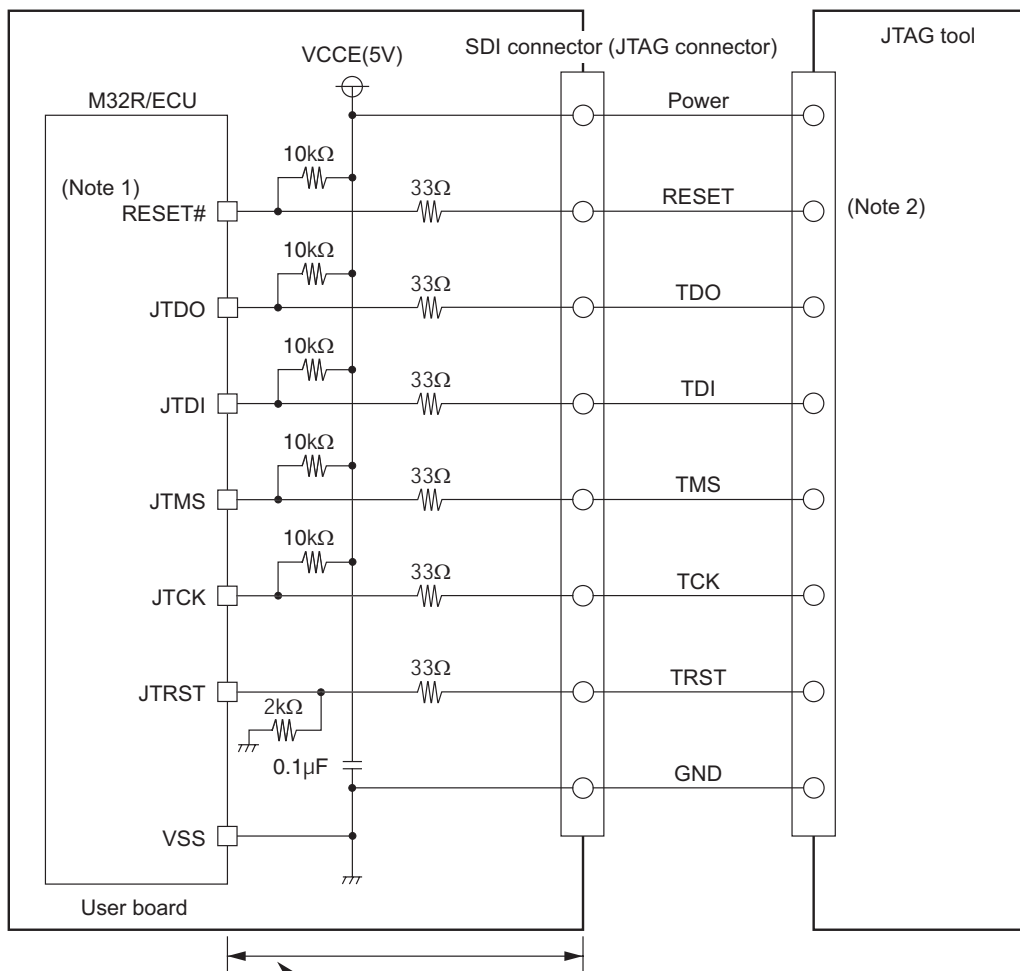 SDI connector (JTAG connector)
JTAG tool
VCCE(5V)
M32R/ECU
Power
10kΩ
(Note 1)
33Ω
RESET
(Note 2)
RESET#
10kΩ
33Ω
TDO
JTDO
10kΩ
33Ω
TDI
JTDI
10kΩ
33Ω
TMS
JTMS
10kΩ
33Ω
TCK
JTCK
33Ω
TRST
JTRST
2kΩ
0.1µF
GND
VSS
User board